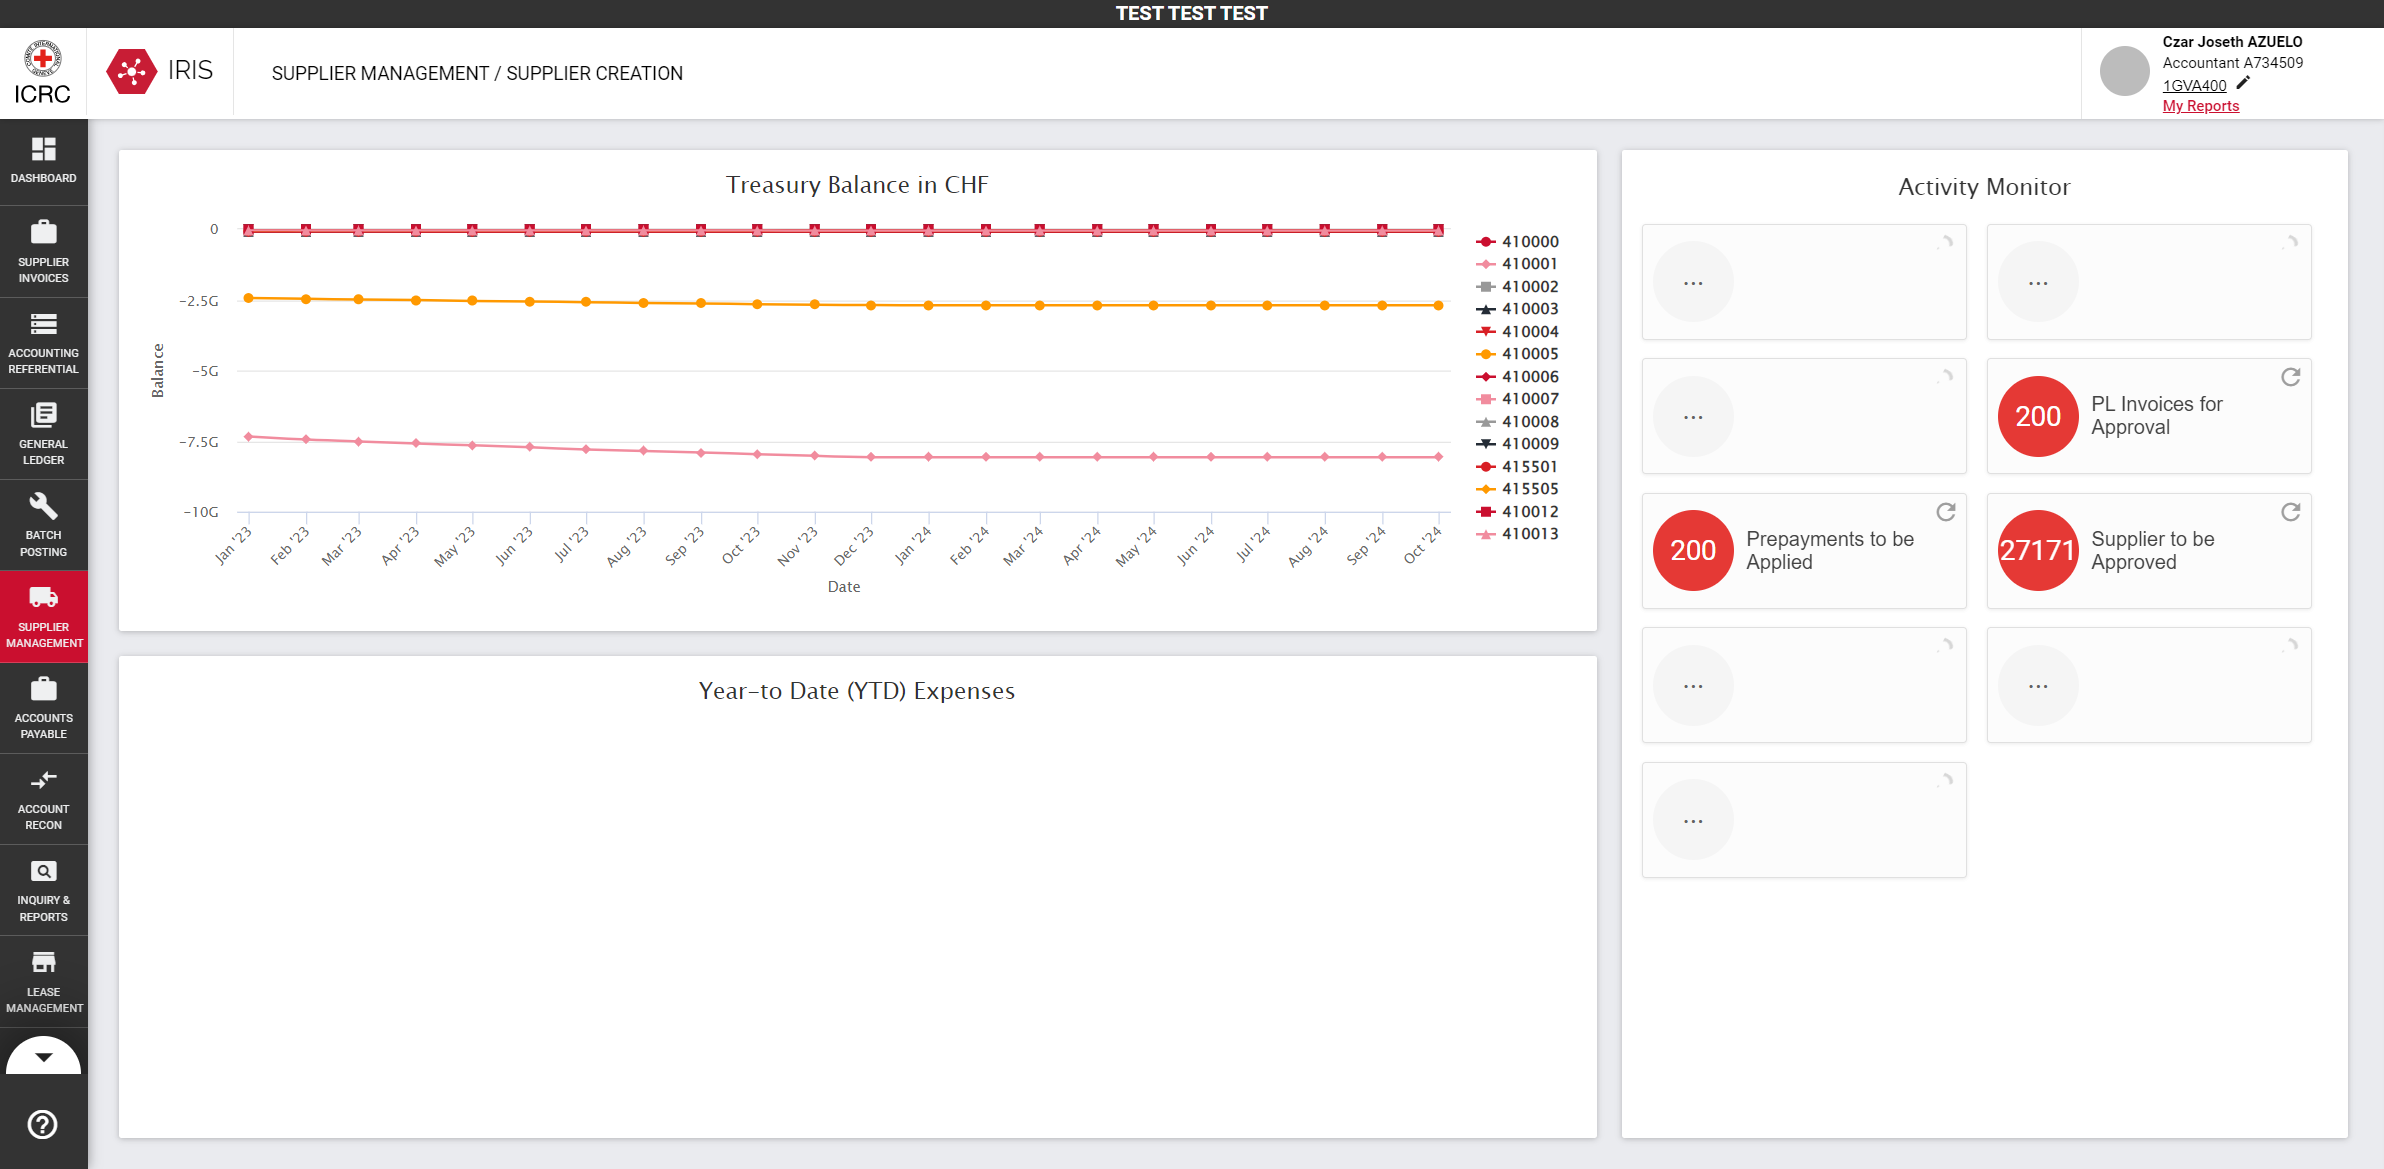 TEST TEST TEST
ICRC
IRIS
SUPPLIER MANAGEMENT / SUPPLIER CREATION
Czar Joseth AZUELO
Accountant A734509
1GVA400
My Reports
DASHBOARD
SUPPLIER
INVOICES
ACCOUNTING
REFERENTIAL
GENERAL
LEDGER
BATCH
POSTING
SUPPLIER
MANAGEMENT
ACCOUNTS
PAYABLE
ACCOUNT
RECON
INQUIRY &
REPORTS
LEASE
MANAGEMENT
Treasury Balance in CHF
Balance
0
-2.5G
-5G
-7.5G
-10G
Jan '23
Feb '23
Mar '23
Apr '23
May '23
Jun '23
Jul '23
Aug '23
Sep '23
Oct '23
Nov '23
Dec '23
Jan '24
Feb '24
Mar '24
Apr '24
May '24
Jun '24
Jul '24
Aug '24
Sep '24
Oct '24
Date
410000
410001
410002
410003
410004
410005
410006
410007
410008
410009
415501
415505
410012
410013
Year-to Date (YTD) Expenses
Activity Monitor
...
...
...
200
PL Invoices for
Approval
200
Prepayments to be
Applied
27171
Supplier to be
Approved
...
...
...